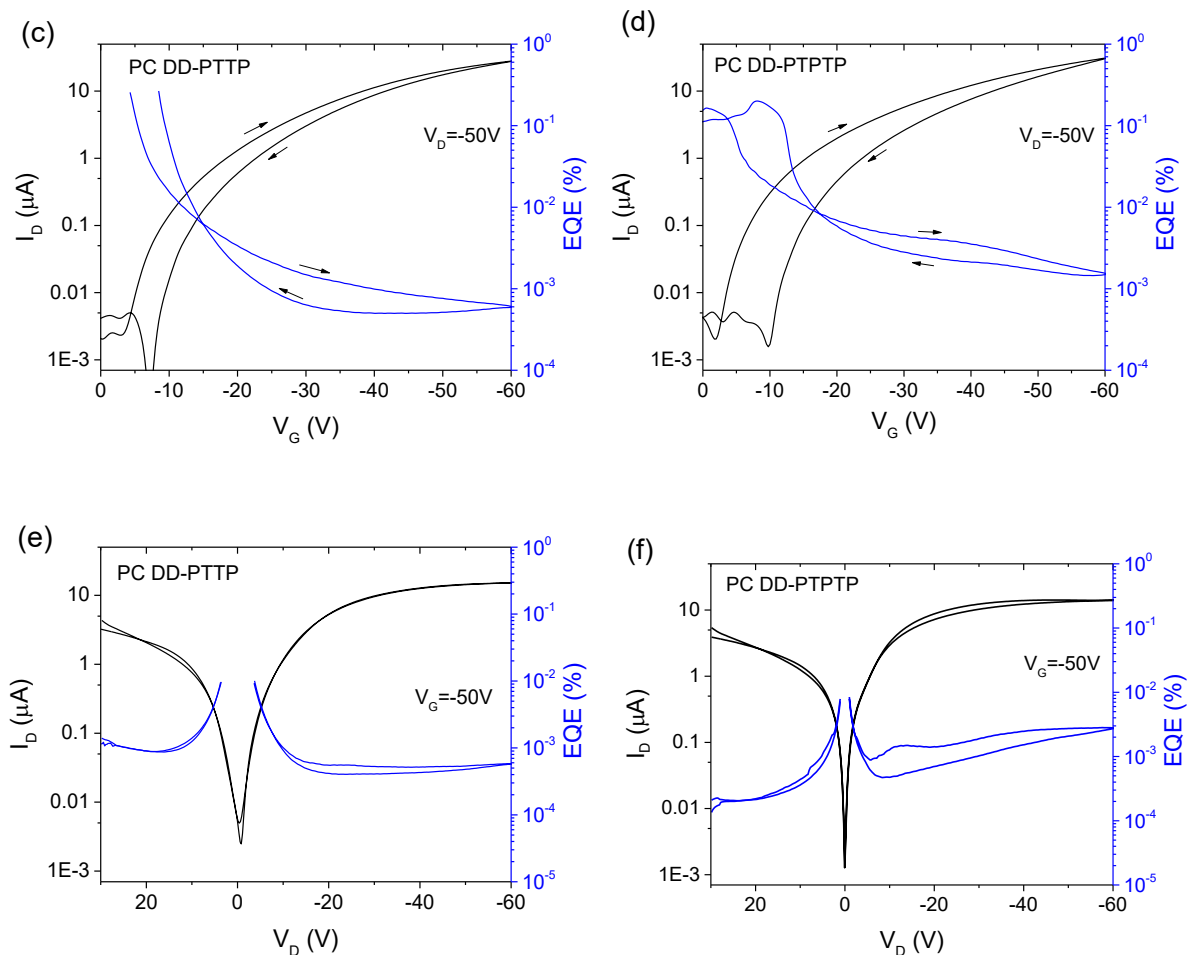 (c)
PC DD-PTTP
V_D=-50V
I_D (μA)
10
1
0.1
0.01
1E-3
EQE (%)
10^0
10^-1
10^-2
10^-3
10^-4
0 -10 -20 -30 -40 -50 -60
V_G (V)
(d)
PC DD-PTPTP
V_D=-50V
I_D (μA)
10
1
0.1
0.01
1E-3
EQE (%)
10^0
10^-1
10^-2
10^-3
10^-4
0 -10 -20 -30 -40 -50 -60
V_G (V)
(e)
PC DD-PTTP
V_G=-50V
I_D (μA)
10
1
0.1
0.01
1E-3
EQE (%)
10^0
10^-1
10^-2
10^-3
10^-4
10^-5
20 0 -20 -40 -60
V_D (V)
(f)
PC DD-PTPTP
V_G=-50V
I_D (μA)
10
1
0.1
0.01
1E-3
EQE (%)
10^0
10^-1
10^-2
10^-3
10^-4
10^-5
20 0 -20 -40 -60
V_D (V)